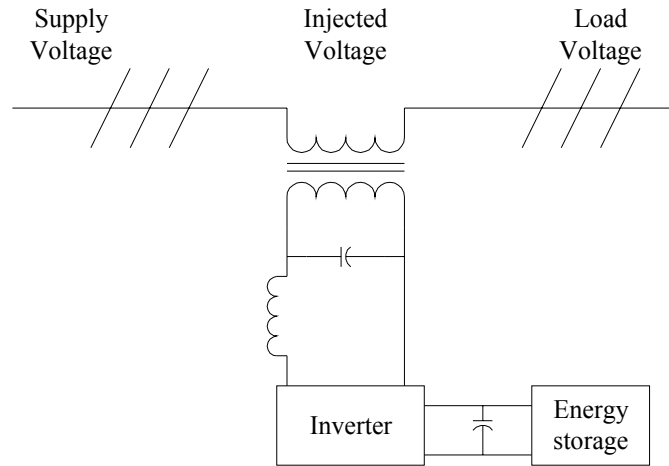 Supply
Voltage
Injected
Voltage
Load
Voltage
Inverter
Energy
storage